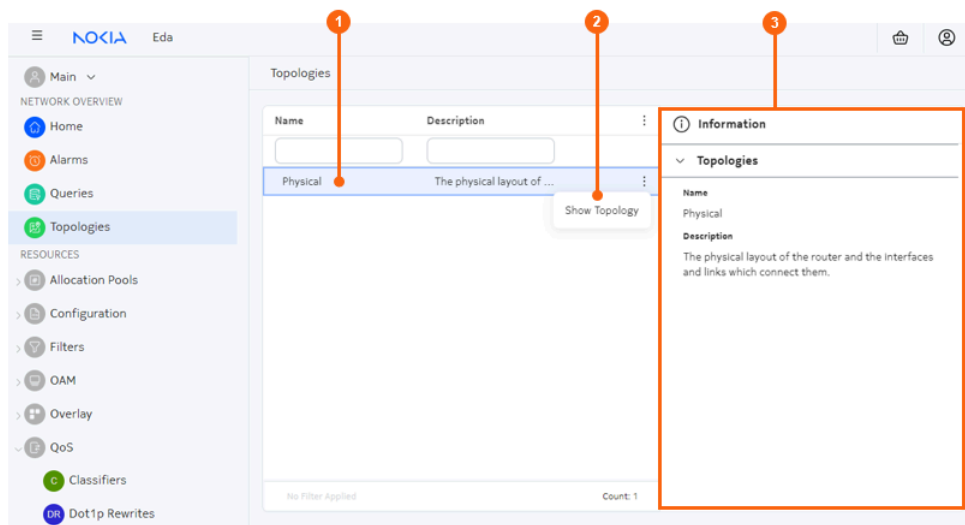 1
2
3
NOKIA Eda
Main
NETWORK OVERVIEW
Home
Alarms
Queries
Topologies
RESOURCES
Allocation Pools
Configuration
Filters
OAM
Overlay
QoS
C Classifiers
DR Dot1p Rewrites
Topologies
Name Description
Physical The physical layout of ...
Show Topology
No Filter Applied Count: 1
Information
Topologies
Name
Physical
Description
The physical layout of the router and the interfaces
and links which connect them.